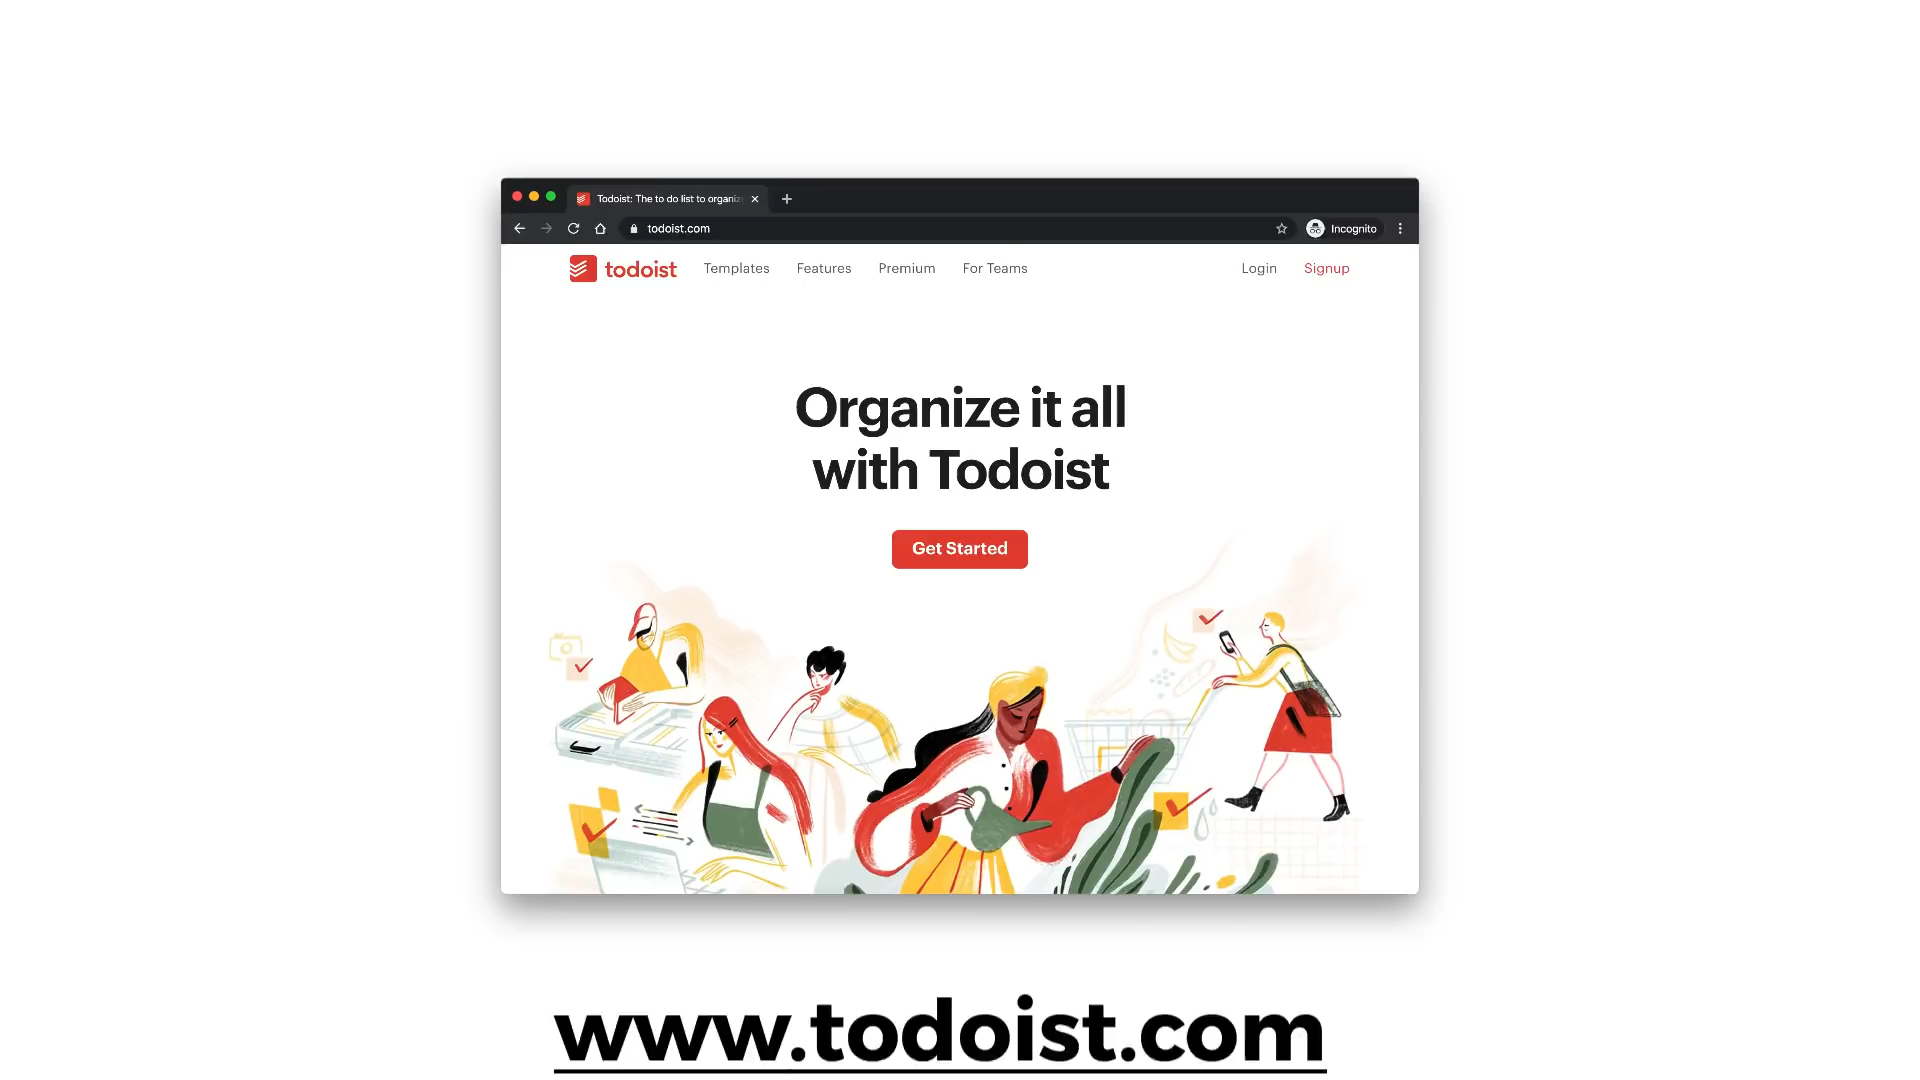 Todoist: The to do list to organiz
todoist.com
Incognito
todoist Templates Features Premium For Teams Login Signup
Organize it all
with Todoist
Get Started
www.todoist.com